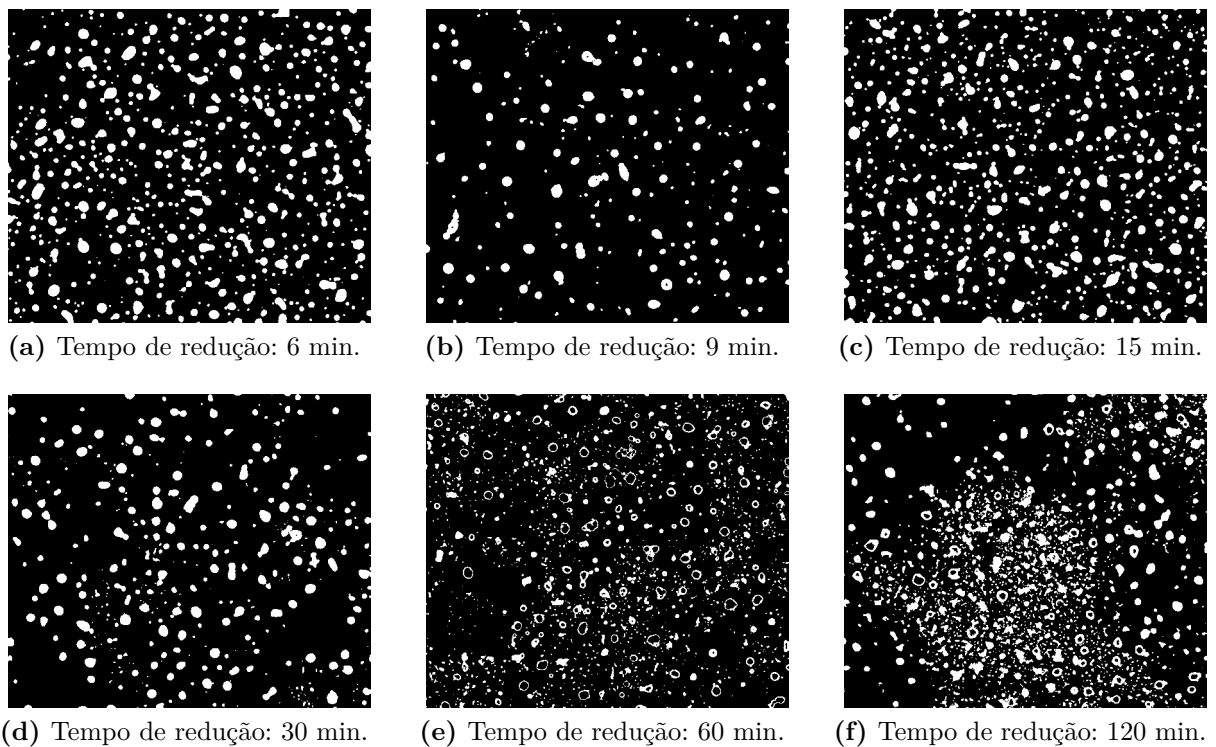 (a) Tempo de redução: 6 min.
(b) Tempo de redução: 9 min.
(c) Tempo de redução: 15 min.
(d) Tempo de redução: 30 min.
(e) Tempo de redução: 60 min.
(f) Tempo de redução: 120 min.